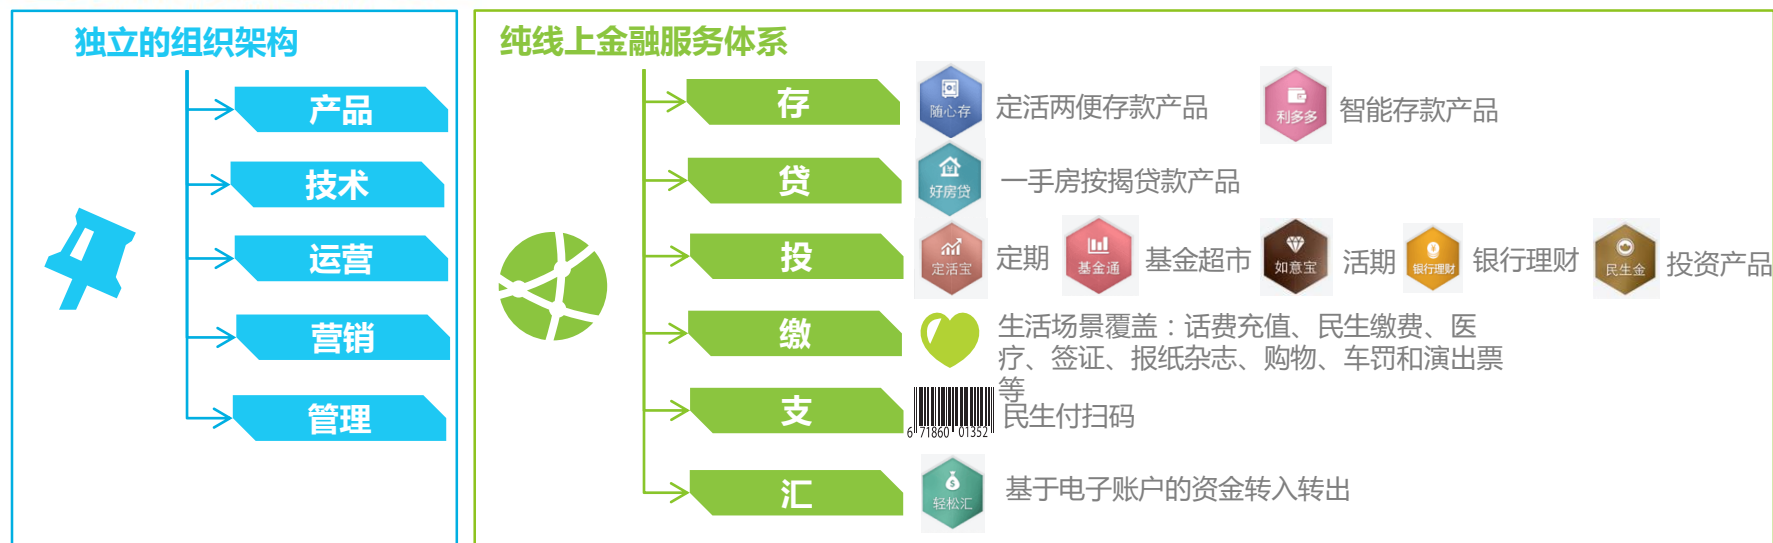 独立的组织架构
产品
技术
运营
营销
管理
纯线上金融服务体系
存
随心存
定活两便存款产品
利多多
智能存款产品
贷
好房贷
一手房按揭贷款产品
投
定活宝
定期
基金通
基金超市
如意宝
活期
银行理财
银行理财
民生金
投资产品
缴
生活场景覆盖：话费充值、民生缴费、医
疗、签证、报纸杂志、购物、车罚和演出票
等
支
6 71860 01352
民生付扫码
汇
轻松汇
基于电子账户的资金转入转出